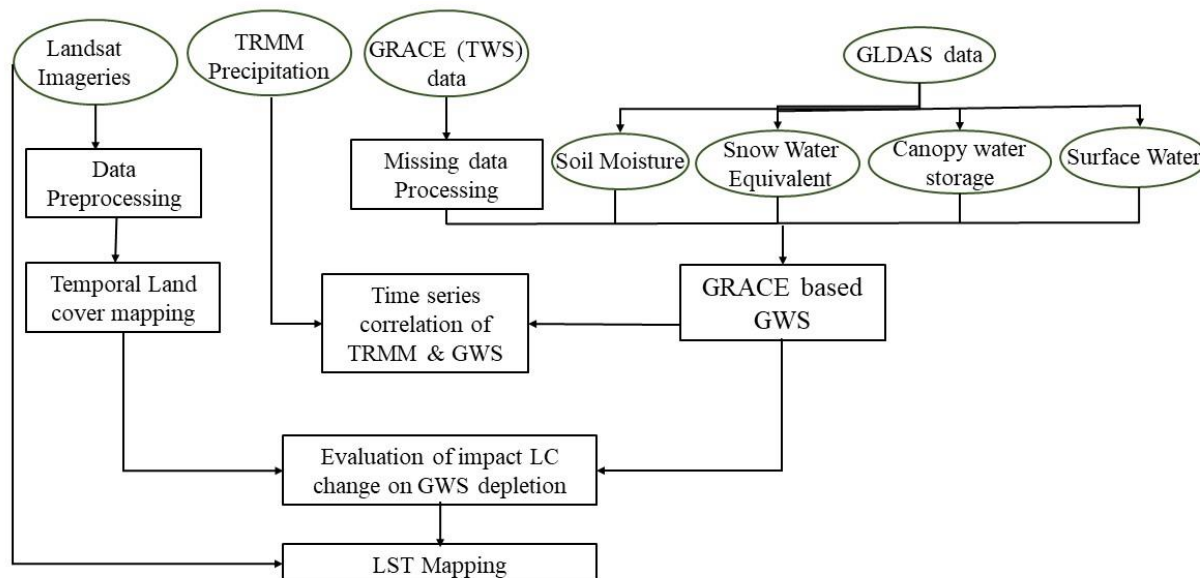 Landsat
Imageries
TRMM
Precipitation
GRACE (TWS)
data
GLDAS data
Data
Preprocessing
Missing data
Processing
Soil Moisture
Snow Water
Equivalent
Canopy water
storage
Surface Water
Temporal Land
cover mapping
Time series
correlation of
TRMM & GWS
GRACE based
GWS
Evaluation of impact LC
change on GWS depletion
LST Mapping